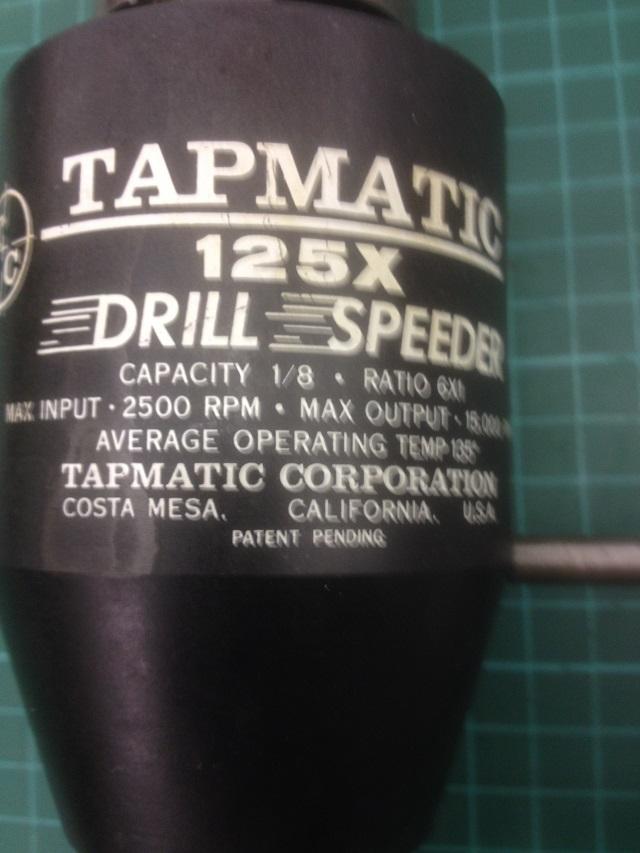 TAPMATIC
125X
DRILL SPEEDER
CAPACITY 1/8 • RATIO 6X1
MAX INPUT • 2500 RPM • MAX OUTPUT • 15,000
AVERAGE OPERATING TEMP 135°
TAPMATIC CORPORATION
COSTA MESA, CALIFORNIA, U.S.A.
PATENT PENDING